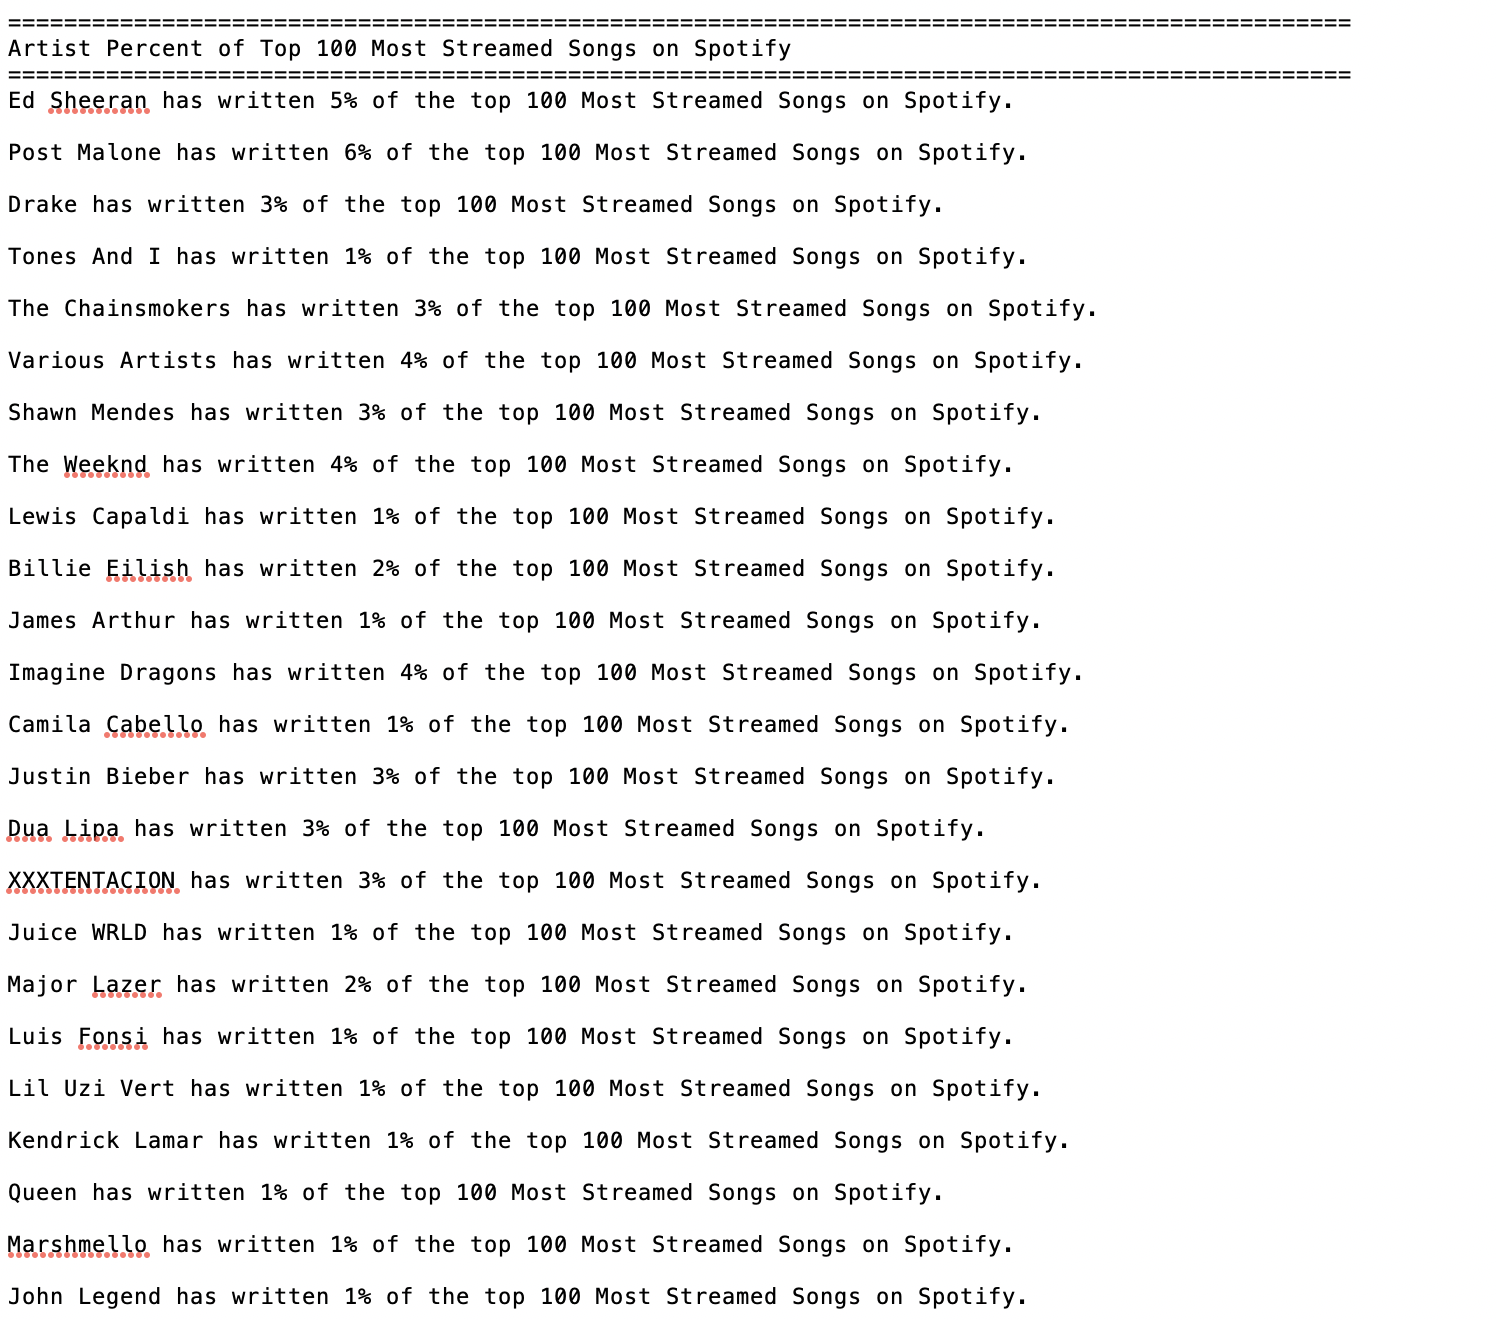 ================================================================================================
Artist Percent of Top 100 Most Streamed Songs on Spotify
================================================================================================
Ed Sheeran has written 5% of the top 100 Most Streamed Songs on Spotify.
Post Malone has written 6% of the top 100 Most Streamed Songs on Spotify.
Drake has written 3% of the top 100 Most Streamed Songs on Spotify.
Tones And I has written 1% of the top 100 Most Streamed Songs on Spotify.
The Chainsmokers has written 3% of the top 100 Most Streamed Songs on Spotify.
Various Artists has written 4% of the top 100 Most Streamed Songs on Spotify.
Shawn Mendes has written 3% of the top 100 Most Streamed Songs on Spotify.
The Weeknd has written 4% of the top 100 Most Streamed Songs on Spotify.
Lewis Capaldi has written 1% of the top 100 Most Streamed Songs on Spotify.
Billie Eilish has written 2% of the top 100 Most Streamed Songs on Spotify.
James Arthur has written 1% of the top 100 Most Streamed Songs on Spotify.
Imagine Dragons has written 4% of the top 100 Most Streamed Songs on Spotify.
Camila Cabello has written 1% of the top 100 Most Streamed Songs on Spotify.
Justin Bieber has written 3% of the top 100 Most Streamed Songs on Spotify.
Dua Lipa has written 3% of the top 100 Most Streamed Songs on Spotify.
XXXTENTACION has written 3% of the top 100 Most Streamed Songs on Spotify.
Juice WRLD has written 1% of the top 100 Most Streamed Songs on Spotify.
Major Lazer has written 2% of the top 100 Most Streamed Songs on Spotify.
Luis Fonsi has written 1% of the top 100 Most Streamed Songs on Spotify.
Lil Uzi Vert has written 1% of the top 100 Most Streamed Songs on Spotify.
Kendrick Lamar has written 1% of the top 100 Most Streamed Songs on Spotify.
Queen has written 1% of the top 100 Most Streamed Songs on Spotify.
Marshmello has written 1% of the top 100 Most Streamed Songs on Spotify.
John Legend has written 1% of the top 100 Most Streamed Songs on Spotify.